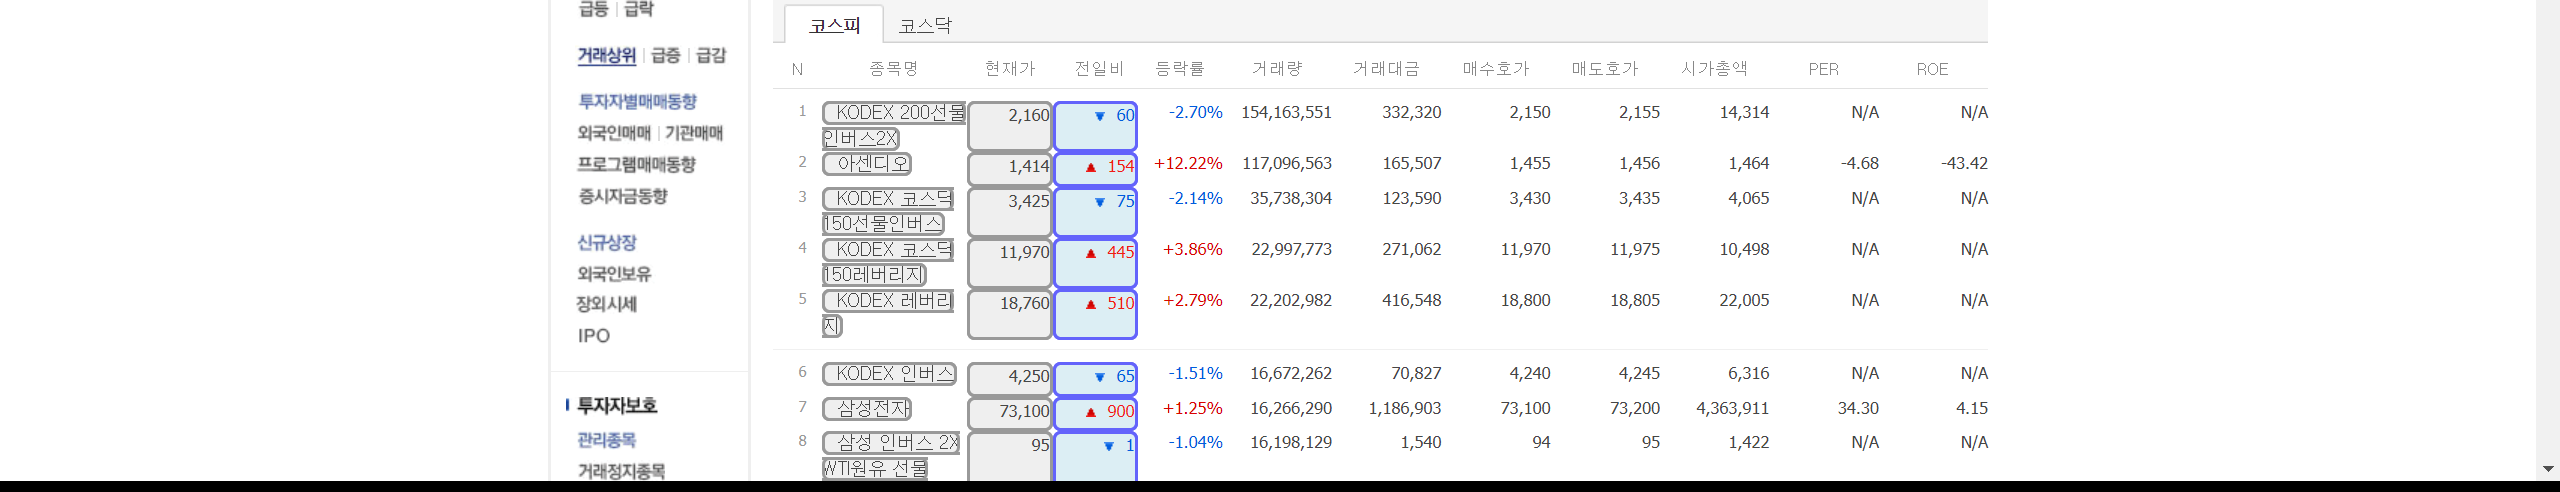 급등 | 급락
거래상위 | 급증 | 급감
투자자별매매동향
외국인매매 | 기관매매
프로그램매매동향
증시자금동향
신규상장
외국인보유
장외시세
IPO
투자자보호
관리종목
거래정지종목
코스피 코스닥
N 종목명 현재가 전일비 등락률 거래량 거래대금 매수호가 매도호가 시가총액 PER ROE
1 KODEX 200선물 2,160 ▼ 60 -2.70% 154,163,551 332,320 2,150 2,155 14,314 N/A N/A
인버스2X
2 아센디오 1,414 ▲ 154 +12.22% 117,096,563 165,507 1,455 1,456 1,464 -4.68 -43.42
3 KODEX 코스닥 3,425 ▼ 75 -2.14% 35,738,304 123,590 3,430 3,435 4,065 N/A N/A
150선물인버스
4 KODEX 코스닥 11,970 ▲ 445 +3.86% 22,997,773 271,062 11,970 11,975 10,498 N/A N/A
150레버리지
5 KODEX 레버리 18,760 ▲ 510 +2.79% 22,202,982 416,548 18,800 18,805 22,005 N/A N/A
지
6 KODEX 인버스 4,250 ▼ 65 -1.51% 16,672,262 70,827 4,240 4,245 6,316 N/A N/A
7 삼성전자 73,100 ▲ 900 +1.25% 16,266,290 1,186,903 73,100 73,200 4,363,911 34.30 4.15
8 삼성 인버스 2X 95 ▼ 1 -1.04% 16,198,129 1,540 94 95 1,422 N/A N/A
WTI원유 선물